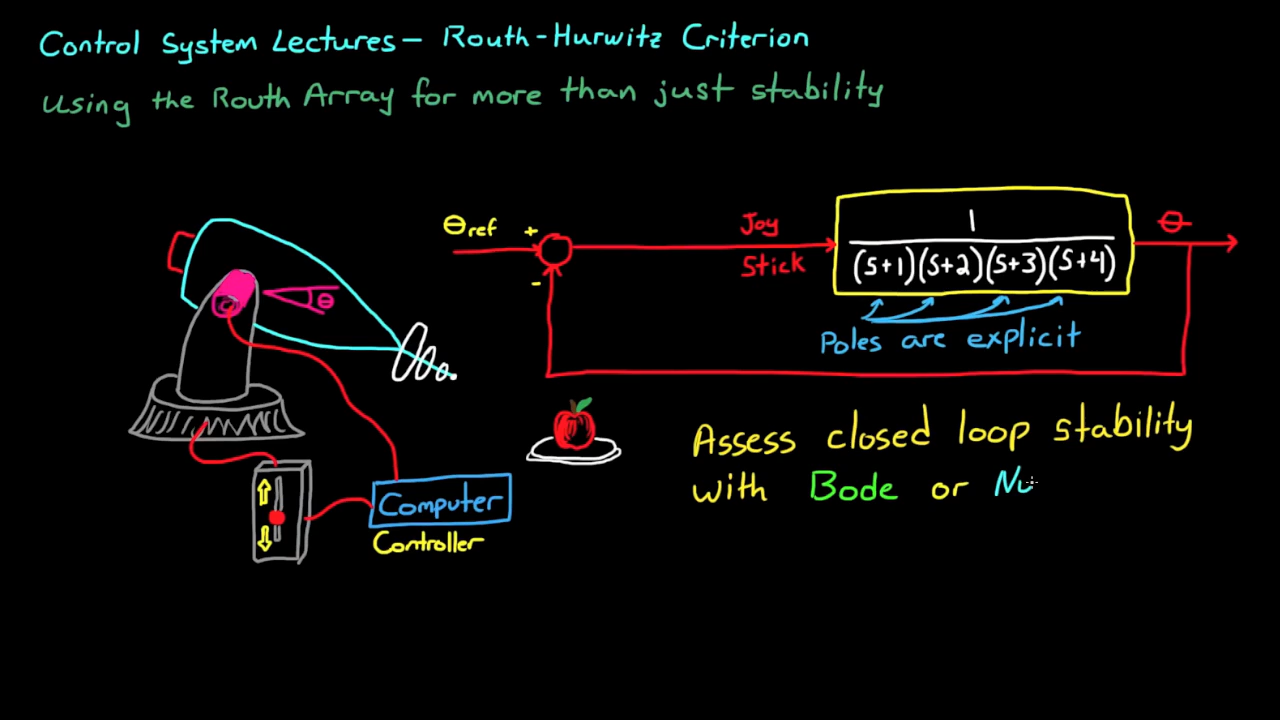 Control System Lectures – Routh-Hurwitz Criterion
Using the Routh Array for more than just stability
θref +
-
Joy
Stick
1
(s+1)(s+2)(s+3)(s+4)
θ
Poles are explicit
θ
Computer
Controller
Assess closed loop stability
with Bode or Nu